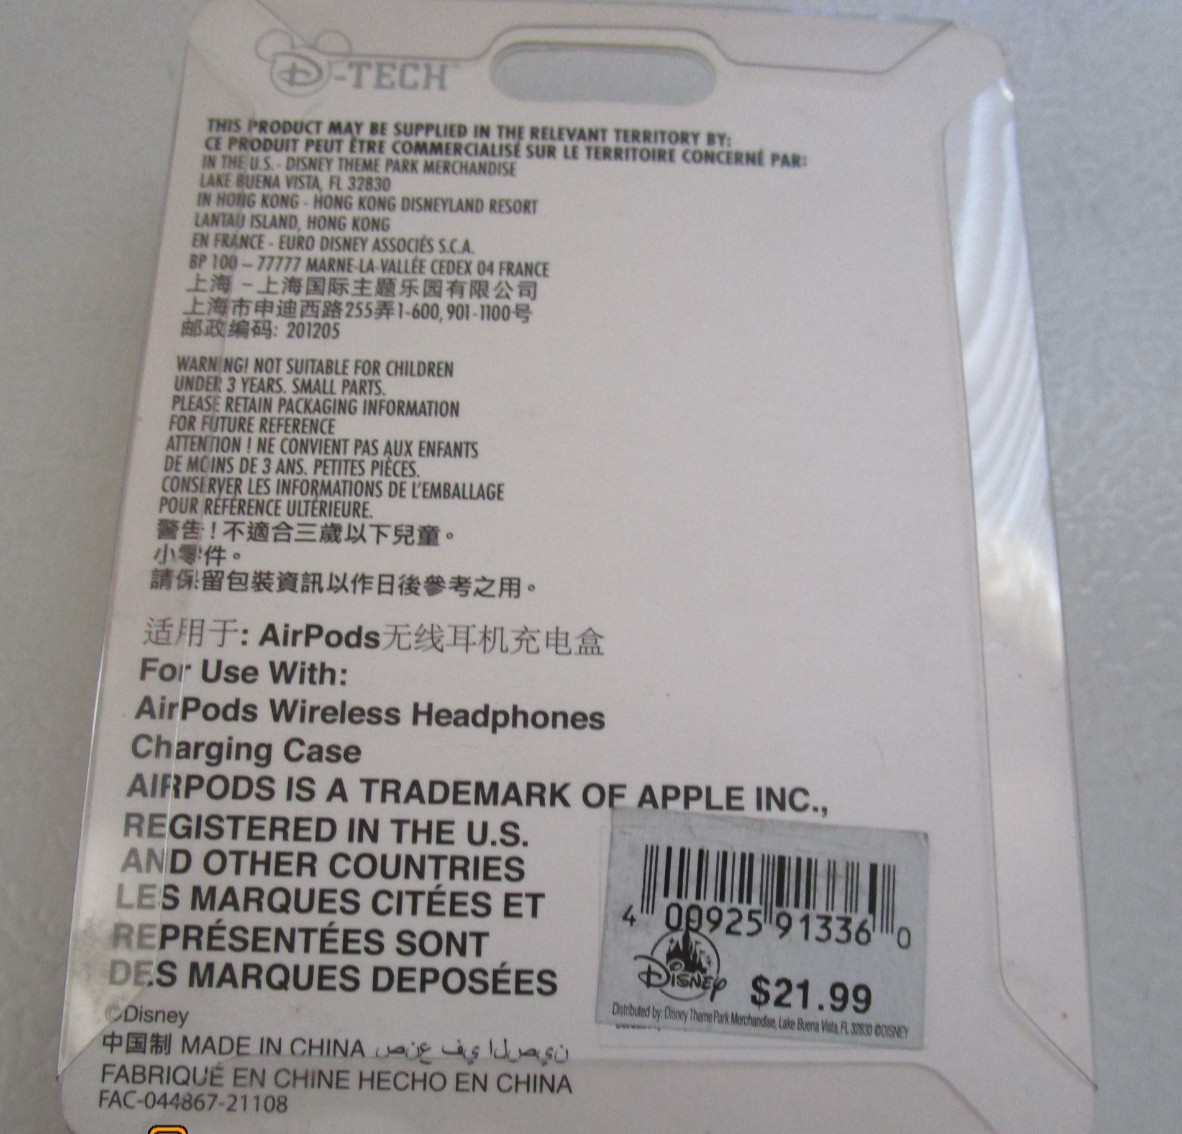 D-TECH
THIS PRODUCT MAY BE SUPPLIED IN THE RELEVANT TERRITORY BY:
CE PRODUIT PEUT ÊTRE COMMERCIALISÉ SUR LE TERRITOIRE CONCERNÉ PAR:
IN THE U.S. - DISNEY THEME PARK MERCHANDISE
LAKE BUENA VISTA, FL 32830
IN HONG KONG - HONG KONG DISNEYLAND RESORT
LANTAU ISLAND, HONG KONG
EN FRANCE - EURO DISNEY ASSOCIÉS S.C.A.
BP 100 – 77777 MARNE-LA-VALLÉE CEDEX 04 FRANCE
上海 - 上海国际主题乐园有限公司
上海市申迪西路255弄1-600, 901-1100号
邮政编码: 201205
WARNING! NOT SUITABLE FOR CHILDREN
UNDER 3 YEARS. SMALL PARTS.
PLEASE RETAIN PACKAGING INFORMATION
FOR FUTURE REFERENCE
ATTENTION ! NE CONVIENT PAS AUX ENFANTS
DE MOINS DE 3 ANS. PETITES PIÈCES.
CONSERVER LES INFORMATIONS DE L'EMBALLAGE
POUR RÉFÉRENCE ULTÉRIEURE.
警告！不適合三歲以下兒童。
小零件。
請保留包裝資訊以作日後參考之用。
适用于: AirPods无线耳机充电盒
For Use With:
AirPods Wireless Headphones
Charging Case
AIRPODS IS A TRADEMARK OF APPLE INC.,
REGISTERED IN THE U.S.
AND OTHER COUNTRIES
LES MARQUES CITÉES ET
REPRÉSENTÉES SONT
DES MARQUES DEPOSÉES
©Disney
中国制 MADE IN CHINA صنع في الصين
FABRIQUÉ EN CHINE HECHO EN CHINA
FAC-044867-21108
4 00925 91336 0
Disney $21.99
Distributed by: Disney Theme Park Merchandise, Lake Buena Vista, FL 32830 ©DISNEY